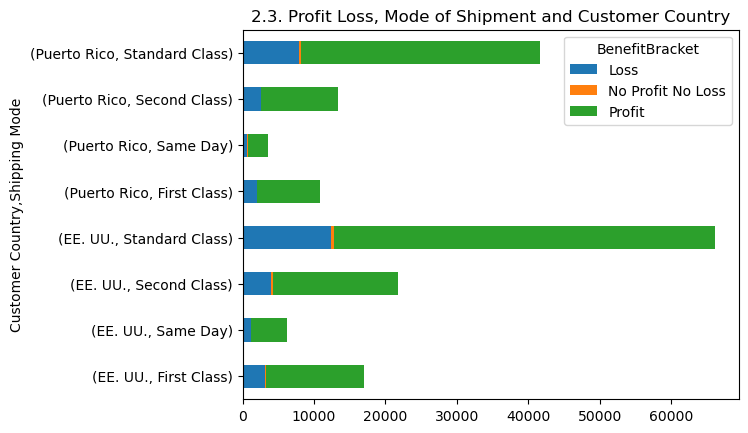 2.3. Profit Loss, Mode of Shipment and Customer Country
BenefitBracket
Loss
No Profit No Loss
Profit
Customer Country,Shipping Mode
(Puerto Rico, Standard Class)
(Puerto Rico, Second Class)
(Puerto Rico, Same Day)
(Puerto Rico, First Class)
(EE. UU., Standard Class)
(EE. UU., Second Class)
(EE. UU., Same Day)
(EE. UU., First Class)
0 10000 20000 30000 40000 50000 60000